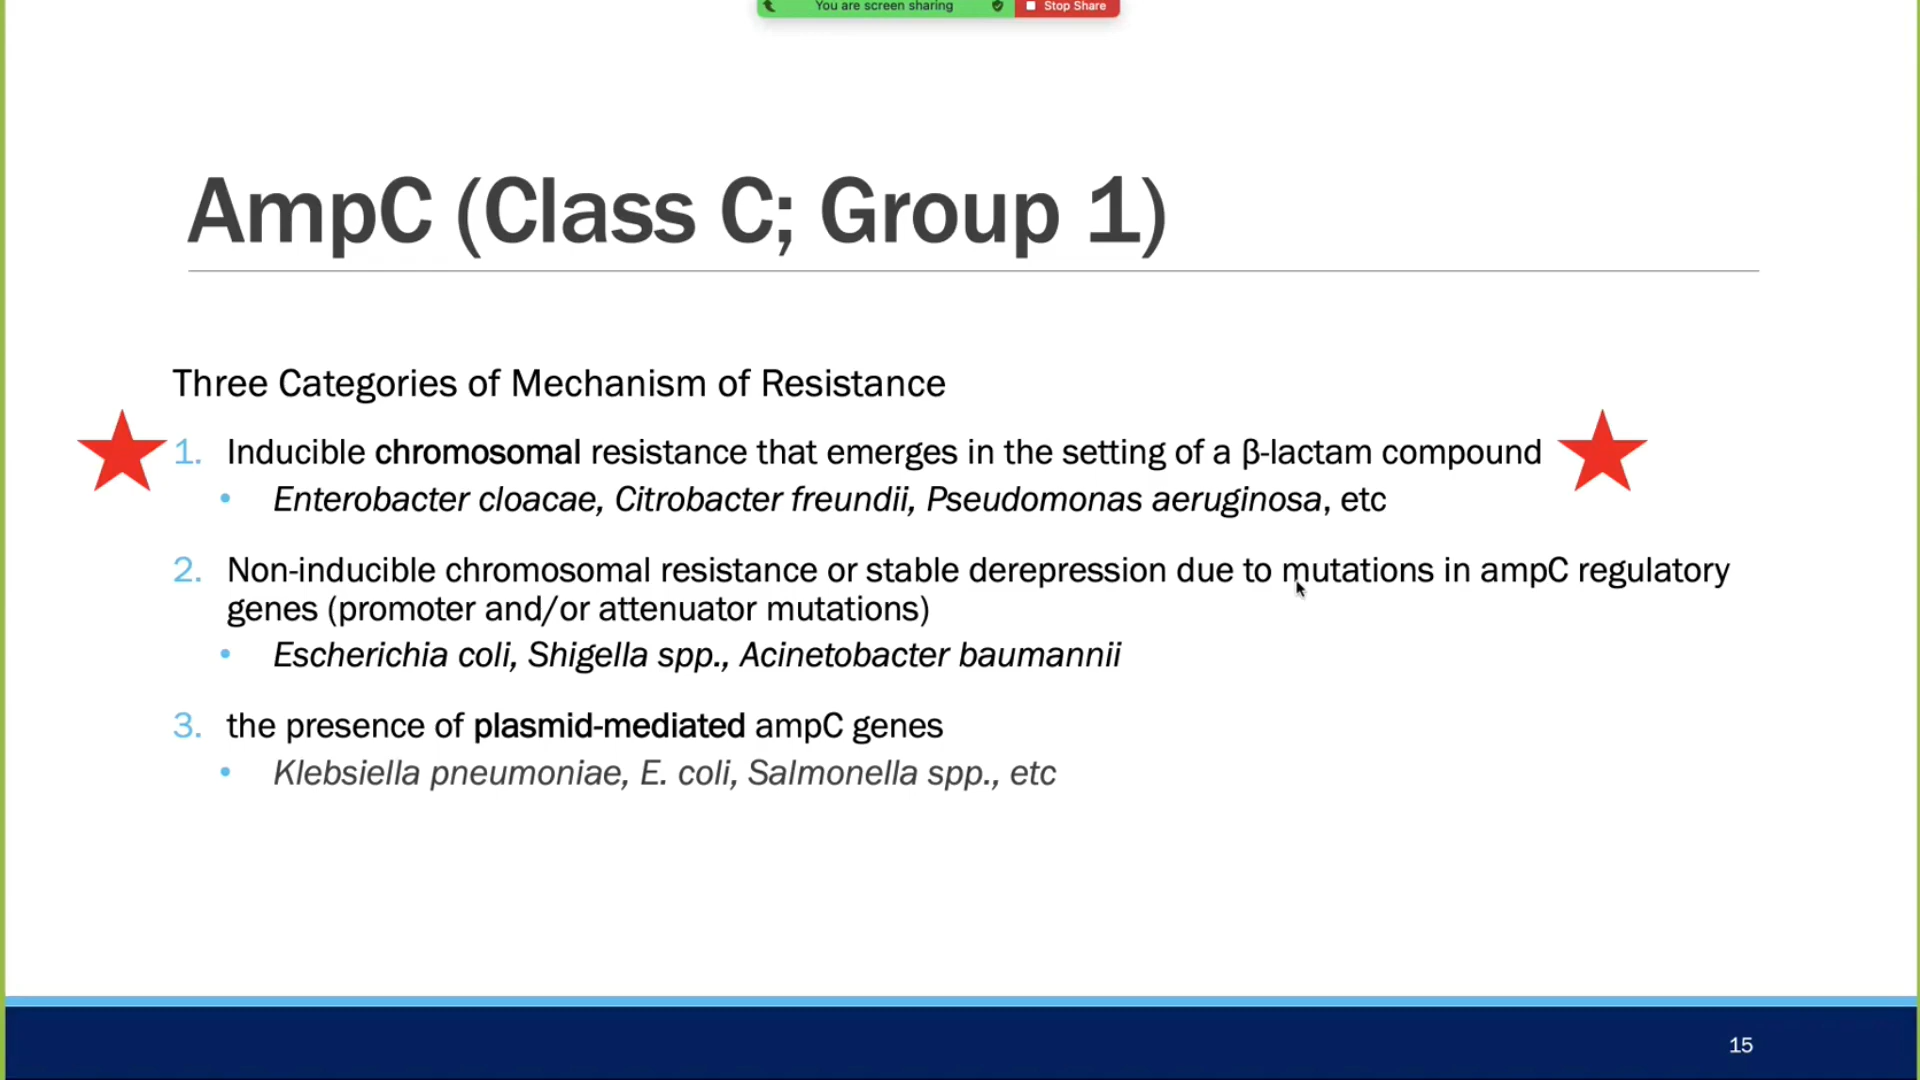 You are screen sharing
Stop Share
AmpC (Class C; Group 1)
Three Categories of Mechanism of Resistance
1. Inducible chromosomal resistance that emerges in the setting of a β-lactam compound
• Enterobacter cloacae, Citrobacter freundii, Pseudomonas aeruginosa, etc
2. Non-inducible chromosomal resistance or stable derepression due to mutations in ampC regulatory
genes (promoter and/or attenuator mutations)
• Escherichia coli, Shigella spp., Acinetobacter baumannii
3. the presence of plasmid-mediated ampC genes
• Klebsiella pneumoniae, E. coli, Salmonella spp., etc
15